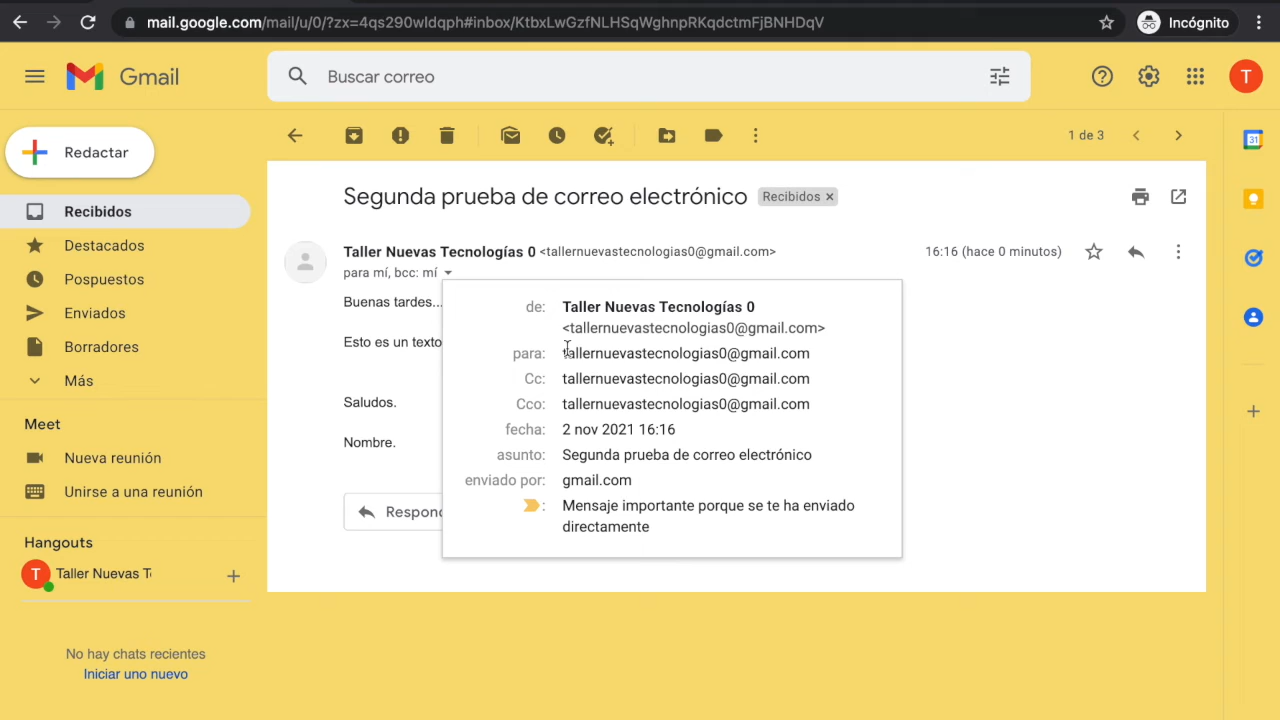 mail.google.com/mail/u/0/?zx=4qs290wldqph#inbox/KtbxLwGzfNLHSqWghnpRKqdctmFjBNHDqV
Incógnito
Gmail
Buscar correo
T
Redactar
1 de 3
31
Recibidos
Destacados
Pospuestos
Enviados
Borradores
Más
Meet
Nueva reunión
Unirse a una reunión
Hangouts
T
Taller Nuevas T
No hay chats recientes
Iniciar uno nuevo
Segunda prueba de correo electrónico
Recibidos ×
Taller Nuevas Tecnologías 0 <tallernuevastecnologias0@gmail.com>
16:16 (hace 0 minutos)
para mí, bcc: mí
Buenas tardes...
Esto es un texto
Saludos.
Nombre.
Respon
de: Taller Nuevas Tecnologías 0
<tallernuevastecnologias0@gmail.com>
para: tallernuevastecnologias0@gmail.com
Cc: tallernuevastecnologias0@gmail.com
Cco: tallernuevastecnologias0@gmail.com
fecha: 2 nov 2021 16:16
asunto: Segunda prueba de correo electrónico
enviado por: gmail.com
: Mensaje importante porque se te ha enviado
directamente